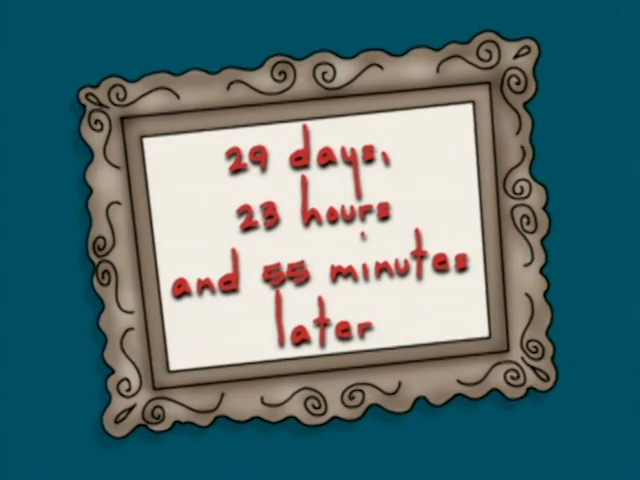 29 days,
23 hours
and 55 minutes
later